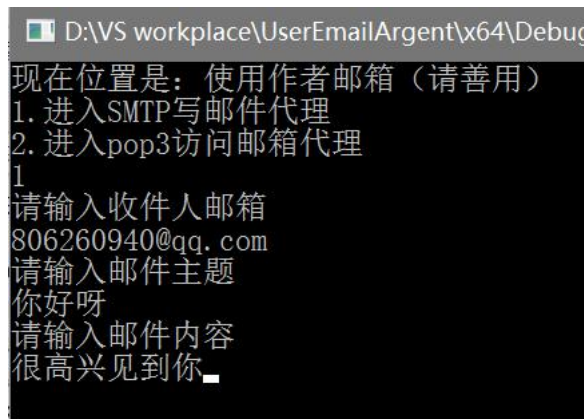 D:\VS workplace\UserEmailArgent\x64\Debug
现在位置是：使用作者邮箱（请善用）
1.进入SMTP写邮件代理
2.进入pop3访问邮箱代理
1
请输入收件人邮箱
806260940@qq.com
请输入邮件主题
你好呀
请输入邮件内容
很高兴见到你